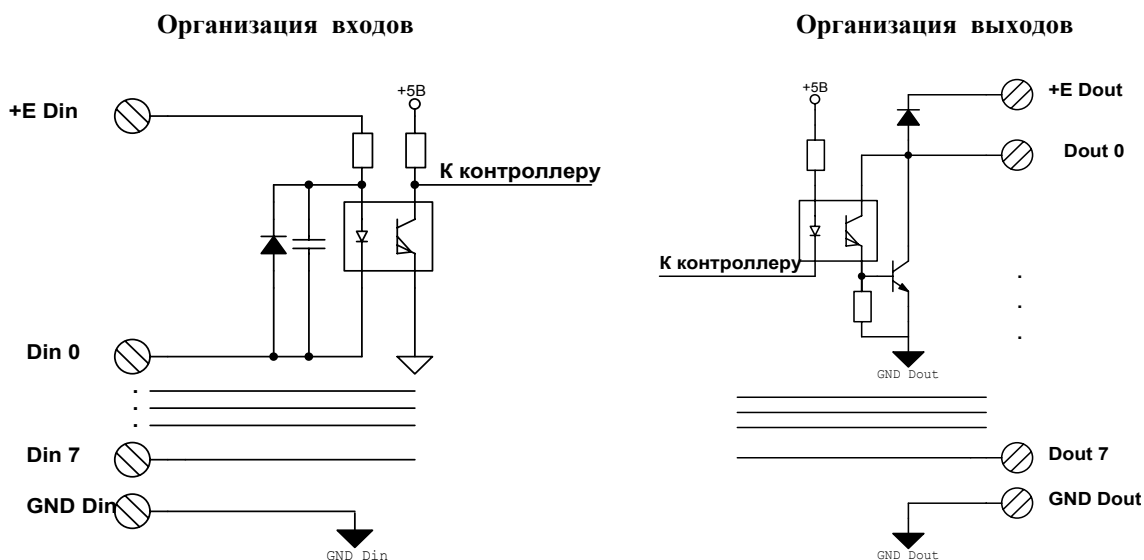 Организация входов
+E Din
+5В
К контроллеру
Din 0
.
.
.
Din 7
GND Din
GND Din
Организация выходов
+5В
+E Dout
Dout 0
К контроллеру
.
.
.
GND Dout
Dout 7
GND Dout
GND Dout